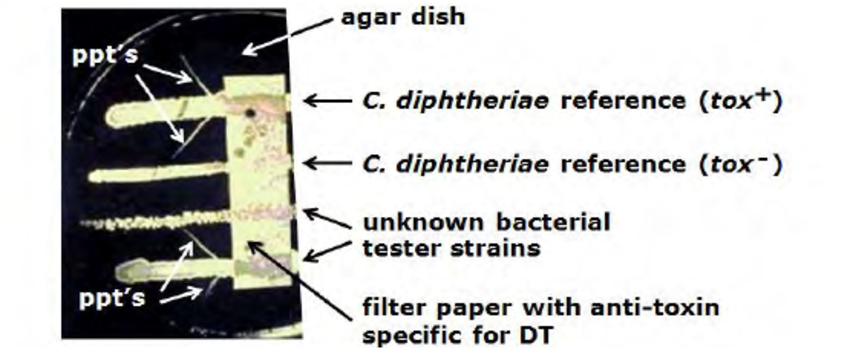 agar dish
ppt's
C. diphtheriae reference (tox+)
C. diphtheriae reference (tox-)
unknown bacterial
tester strains
ppt's
filter paper with anti-toxin
specific for DT